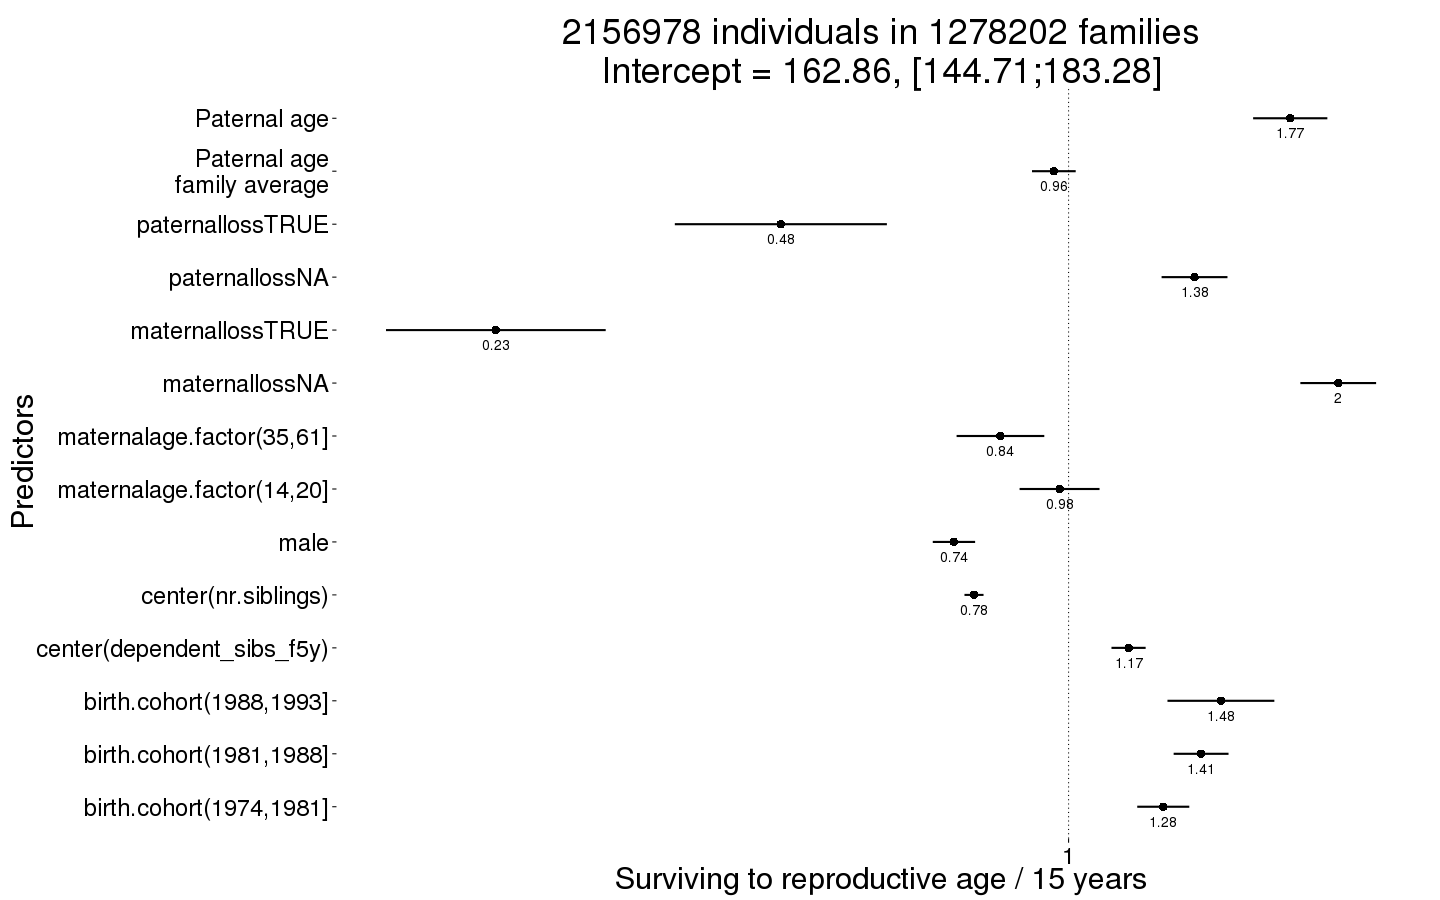 2156978 individuals in 1278202 families
Intercept = 162.86, [144.71;183.28]
Predictors
Paternal age
1.77
Paternal age
family average
0.96
paternallossTRUE
0.48
paternallossNA
1.38
maternallossTRUE
0.23
maternallossNA
2
maternalage.factor(35,61]
0.84
maternalage.factor(14,20]
0.98
male
0.74
center(nr.siblings)
0.78
center(dependent_sibs_f5y)
1.17
birth.cohort(1988,1993]
1.48
birth.cohort(1981,1988]
1.41
birth.cohort(1974,1981]
1.28
1
Surviving to reproductive age / 15 years